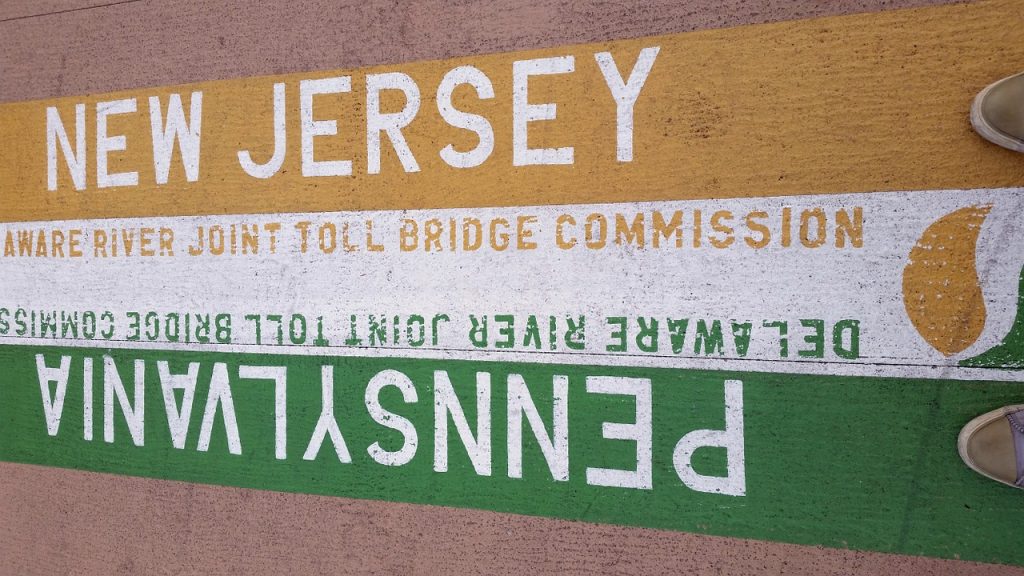 NEW JERSEY
AWARE RIVER JOINT TOLL BRIDGE COMMISSION
DELAWARE RIVER JOINT TOLL BRIDGE COMMISS
PENNSYLVANIA